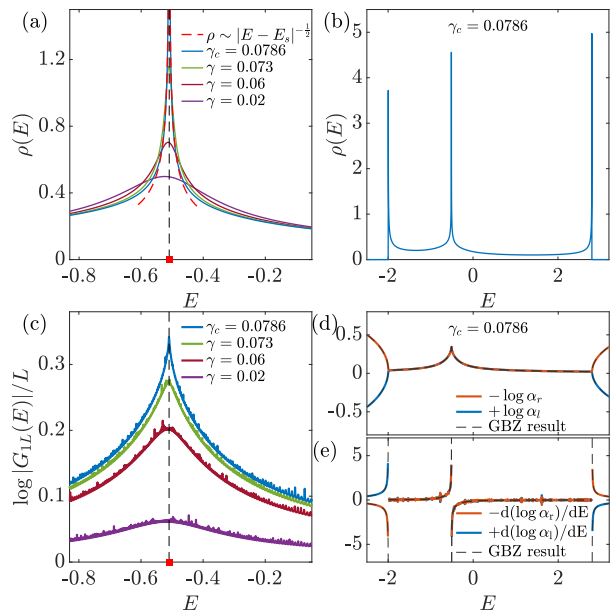 (a)
ρ ~ |E − E_s|^{-1/2}
γ_c = 0.0786
γ = 0.073
γ = 0.06
γ = 0.02
ρ(E)
1.2
0.8
0.4
0
-0.8 -0.6 -0.4 -0.2
E
(b)
γ_c = 0.0786
ρ(E)
5
4
3
2
1
0
-2 0 2
E
(c)
γ_c = 0.0786
γ = 0.073
γ = 0.06
γ = 0.02
log |G_{1L}(E)|/L
0.3
0.2
0.1
0
-0.8 -0.6 -0.4 -0.2
E
(d)
γ_c = 0.0786
0.5
0
-0.5
− log α_r
+ log α_l
GBZ result
(e)
5
0
-5
−d(log α_r)/dE
+d(log α_l)/dE
GBZ result
-2 0 2
E